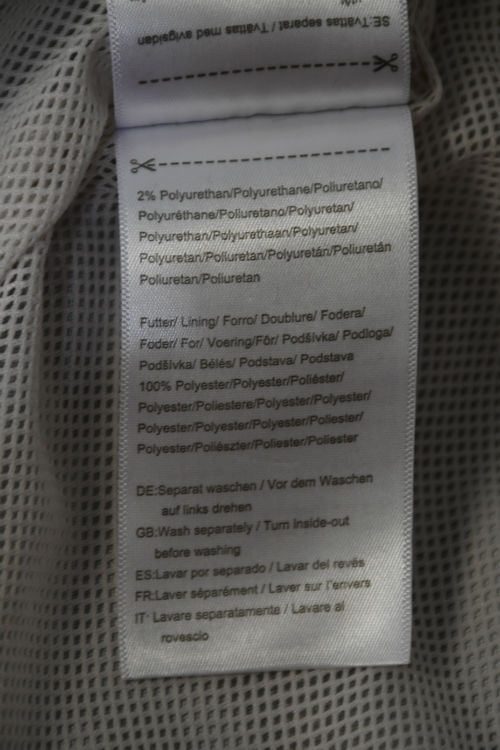 SE:Tvättas separat / Tvättas med avigsidan
2% Polyurethan/Polyurethane/Poliuretano/
Polyuréthane/Poliuretano/Polyuretan/
Polyurethan/Polyurethaan/Polyuretan/
Polyuretan/Poliuretan/Polyuretán/Poliuretán
Poliuretan/Poliuretan
Futter/ Lining/ Forro/ Doublure/ Fodera/
Foder/ For/ Voering/Fôr/ Podšívka/ Podloga/
Podšívka/ Bélés/ Podstava/ Podstava
100% Polyester/Polyester/Poliéster/
Polyester/Poliestere/Polyester/Polyester/
Polyester/Polyester/Polyester/Poliester/
Polyester/Poliészter/Poliester/Poliester
DE:Separat waschen / Vor dem Waschen
auf links drehen
GB:Wash separately / Turn inside-out
before washing
ES:Lavar por separado / Lavar del revés
FR:Laver séparément / Laver sur l'envers
IT: Lavare separatamente / Lavare al
rovescio